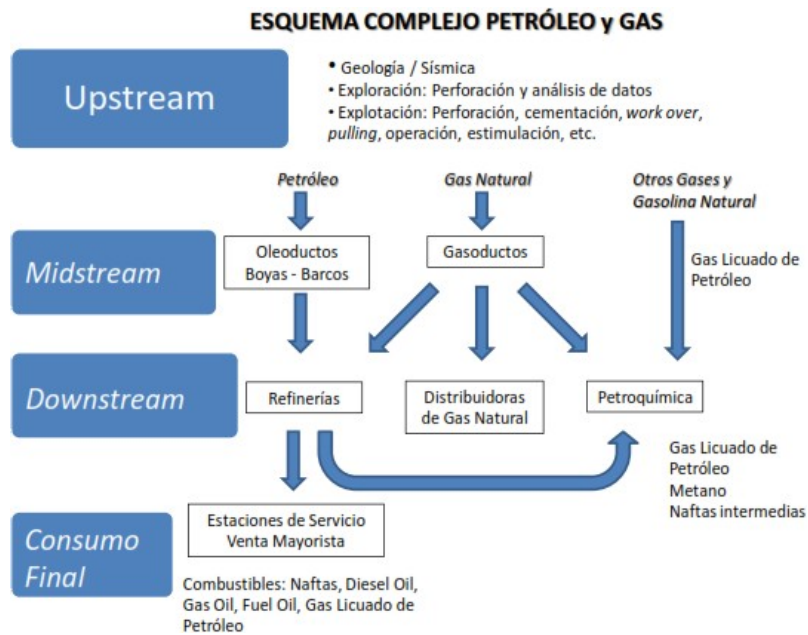 ESQUEMA COMPLEJO PETRÓLEO y GAS
Upstream
• Geología / Sísmica
• Exploración: Perforación y análisis de datos
• Explotación: Perforación, cementación, work over,
pulling, operación, estimulación, etc.
Petróleo
Gas Natural
Otros Gases y
Gasolina Natural
Midstream
Oleoductos
Boyas - Barcos
Gasoductos
Gas Licuado de
Petróleo
Downstream
Refinerías
Distribuidoras
de Gas Natural
Petroquímica
Gas Licuado de
Petróleo
Metano
Naftas intermedias
Consumo
Final
Estaciones de Servicio
Venta Mayorista
Combustibles: Naftas, Diesel Oil,
Gas Oil, Fuel Oil, Gas Licuado de
Petróleo